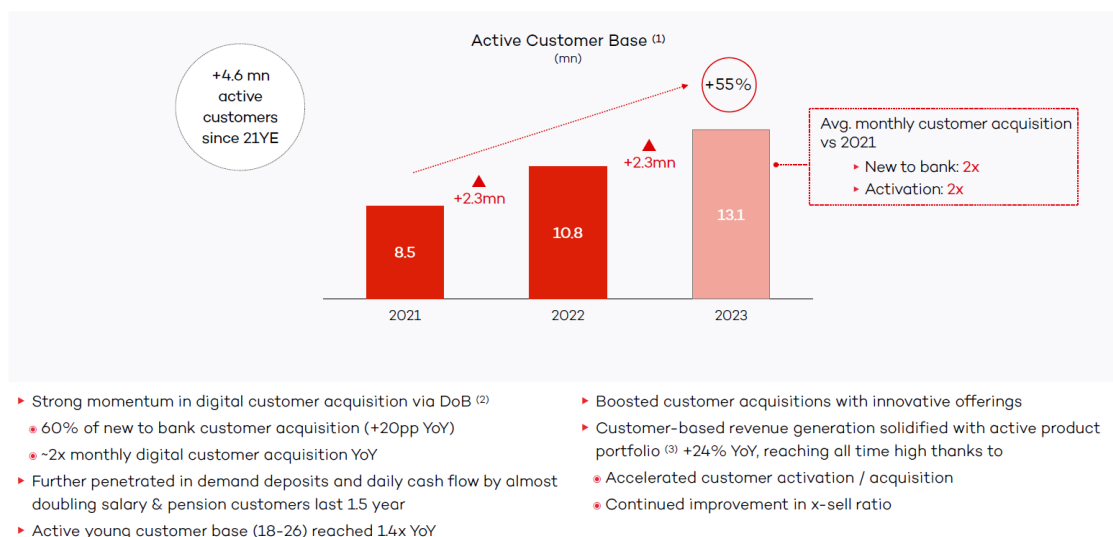 Active Customer Base (1)
(mn)
+4.6 mn
active
customers
since 21YE
+55%
+2.3mn
+2.3mn
Avg. monthly customer acquisition
vs 2021
▸ New to bank: 2x
▸ Activation: 2x
8.5
10.8
13.1
2021
2022
2023
▸ Strong momentum in digital customer acquisition via DoB (2)
◉ 60% of new to bank customer acquisition (+20pp YoY)
◉ ~2x monthly digital customer acquisition YoY
▸ Further penetrated in demand deposits and daily cash flow by almost
doubling salary & pension customers last 1.5 year
▸ Active young customer base (18-26) reached 1.4x YoY
▸ Boosted customer acquisitions with innovative offerings
▸ Customer-based revenue generation solidified with active product
portfolio (3) +24% YoY, reaching all time high thanks to
◉ Accelerated customer activation / acquisition
◉ Continued improvement in x-sell ratio